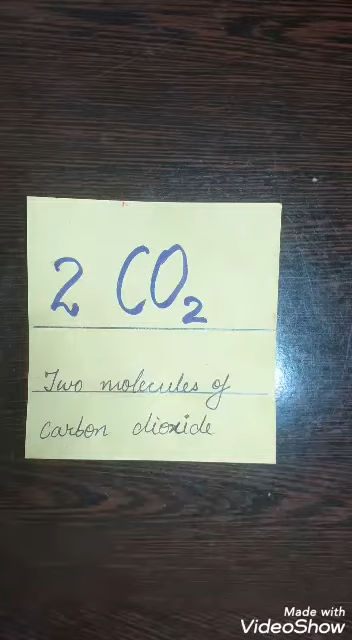 2 CO₂
Two molecules of
carbon dioxide
Made with
VideoShow